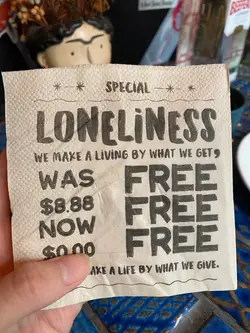 SPECIAL
LONELINESS
WE MAKE A LIVING BY WHAT WE GET,
WAS FREE
$8.88 FREE
NOW FREE
$0.00
MAKE A LIFE BY WHAT WE GIVE.